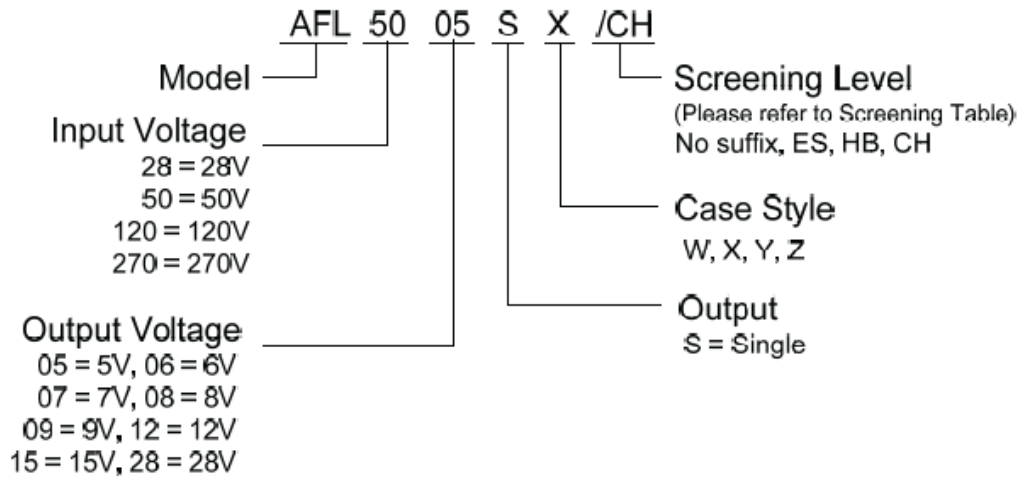 AFL 50 05 S X /CH
Model
Input Voltage
28 = 28V
50 = 50V
120 = 120V
270 = 270V
Output Voltage
05 = 5V, 06 = 6V
07 = 7V, 08 = 8V
09 = 9V, 12 = 12V
15 = 15V, 28 = 28V
Screening Level
(Please refer to Screening Table)
No suffix, ES, HB, CH
Case Style
W, X, Y, Z
Output
S = Single